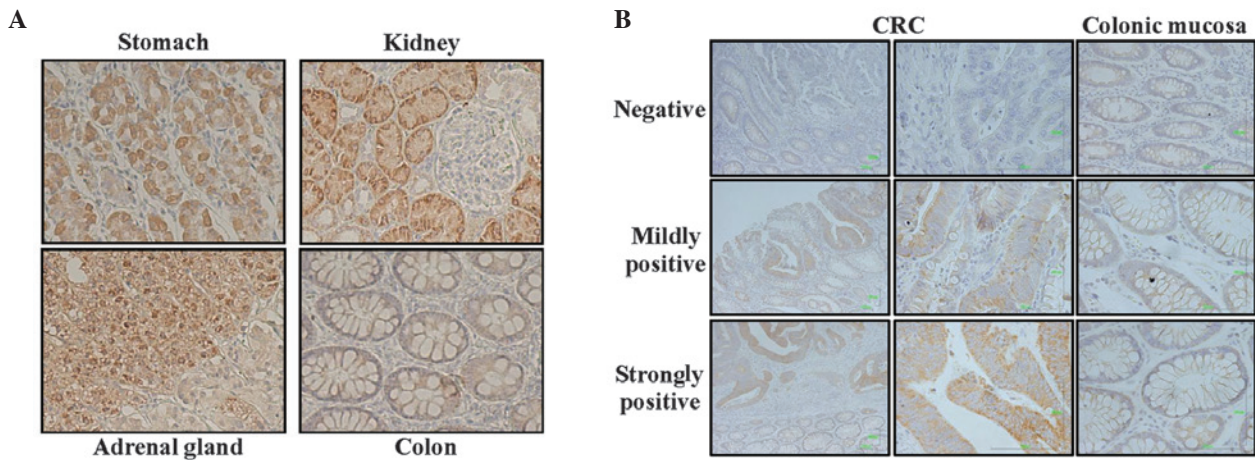 A
Stomach
Kidney
Adrenal gland
Colon
B
CRC
Colonic mucosa
Negative
Mildly
positive
Strongly
positive